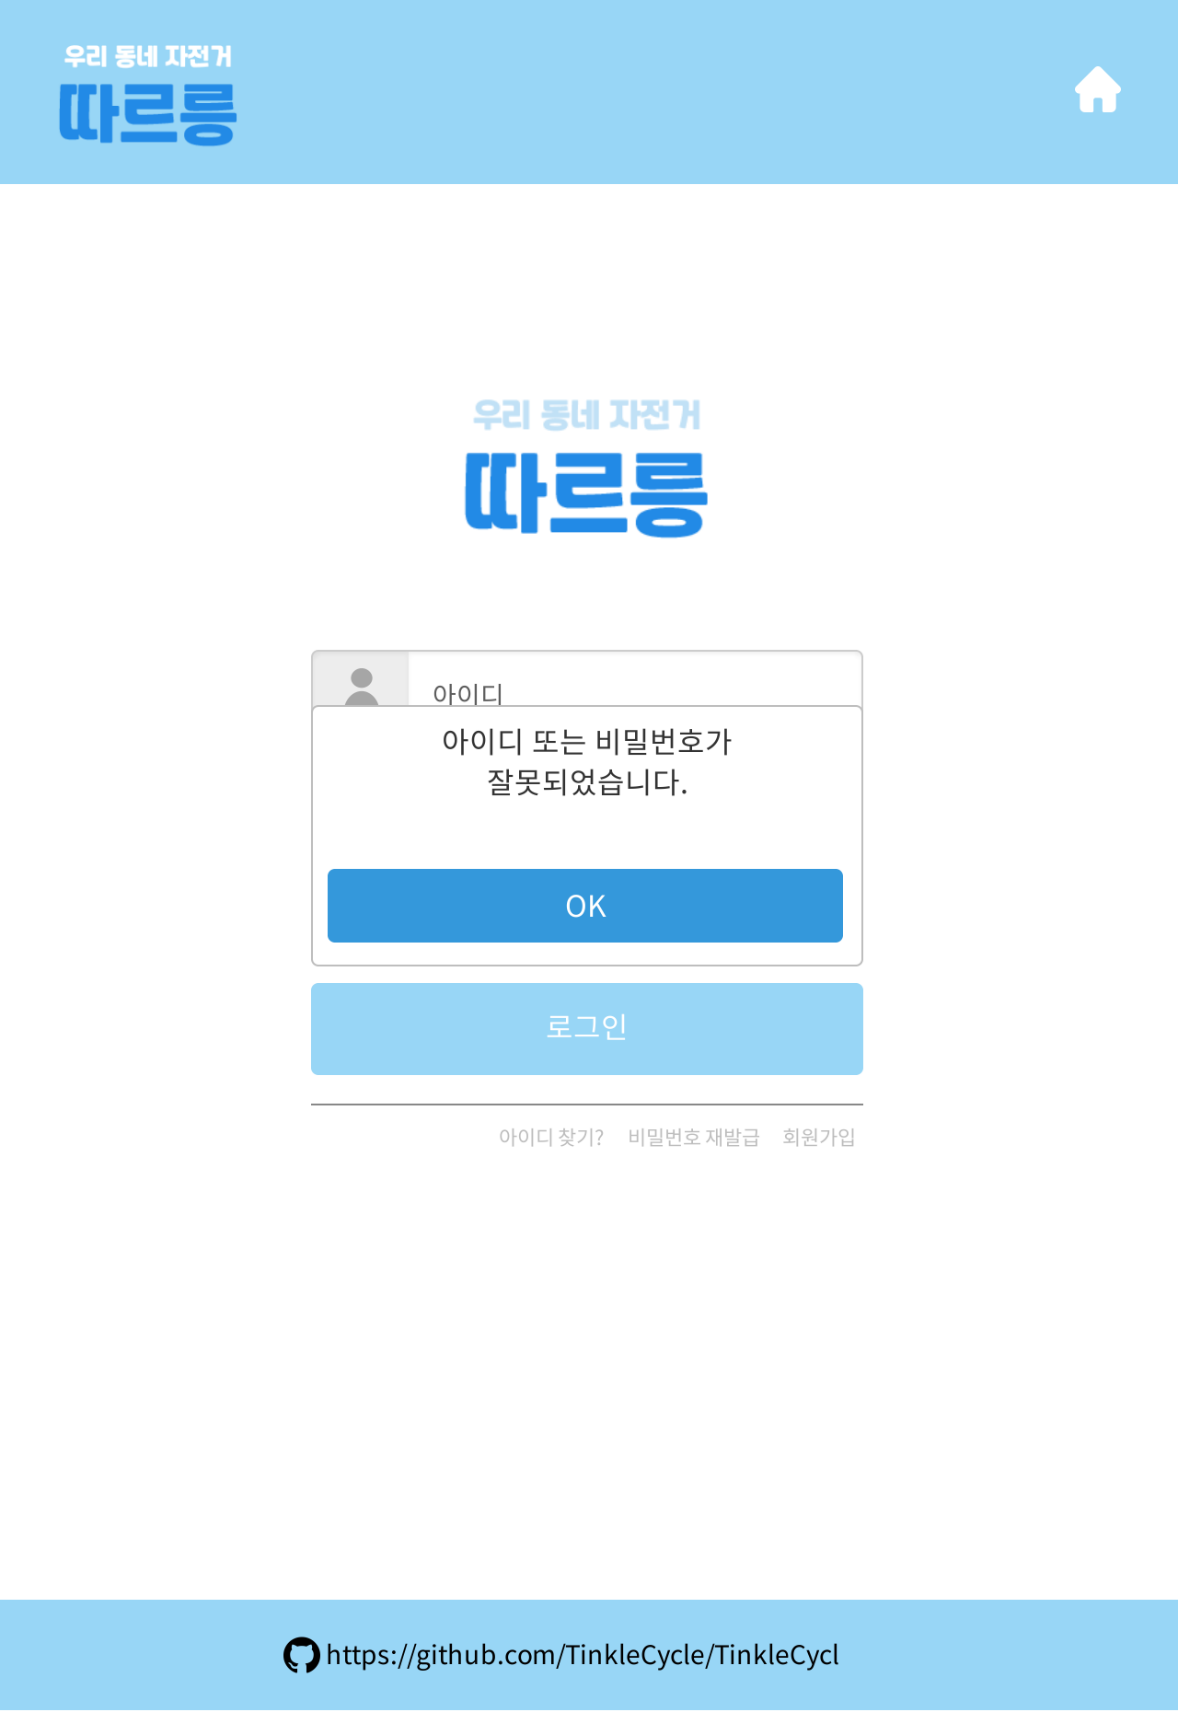 우리 동네 자전거
따르릉
우리 동네 자전거
따르릉
아이디
아이디 또는 비밀번호가
잘못되었습니다.
OK
로그인
아이디 찾기? 비밀번호 재발급 회원가입
https://github.com/TinkleCycle/TinkleCycl